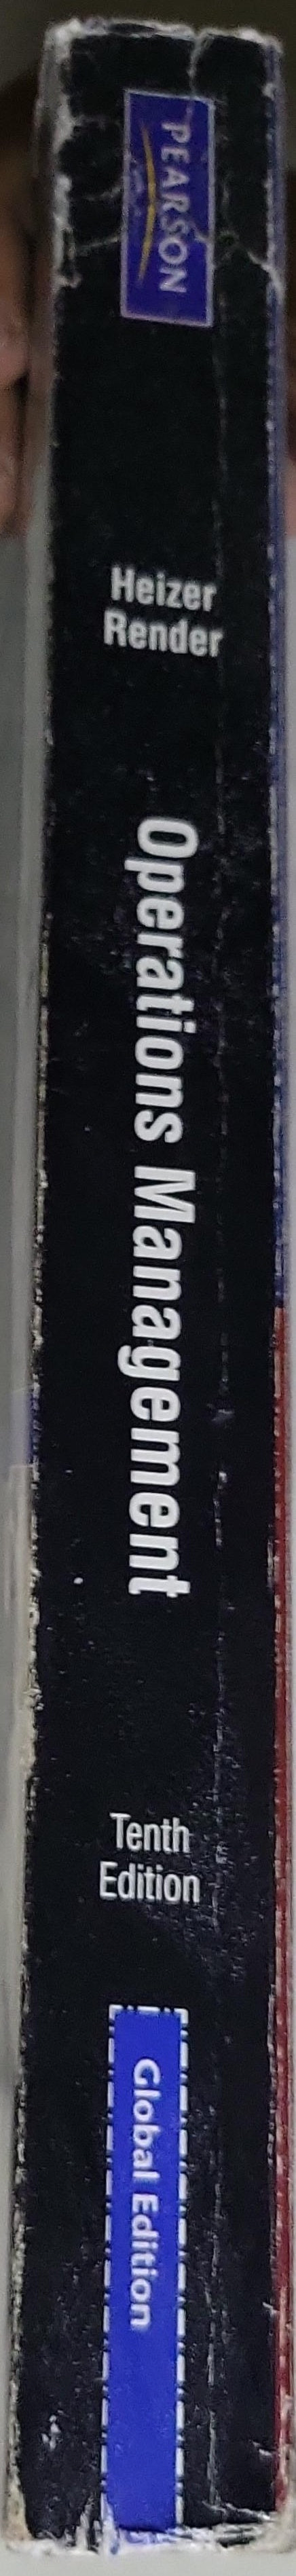 PEARSON
Heizer
Render
Operations Management
Tenth
Edition
Global Edition